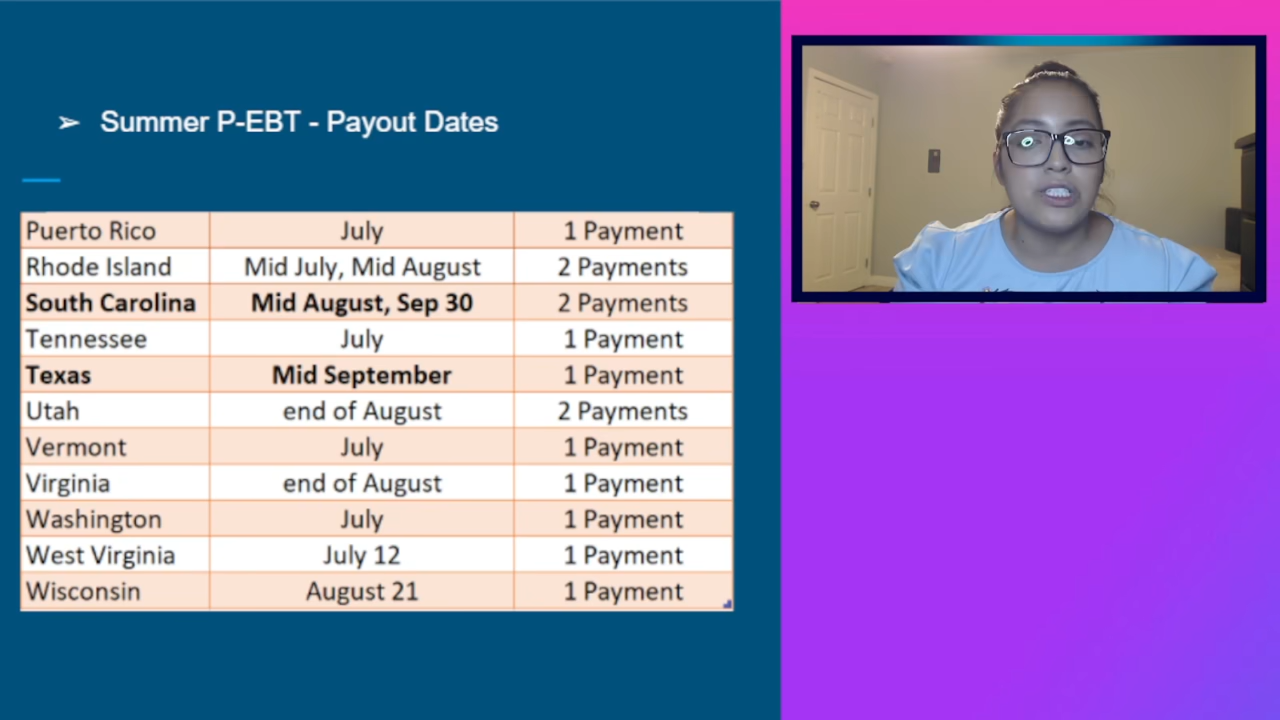 ➢ Summer P-EBT - Payout Dates
Puerto Rico July 1 Payment
Rhode Island Mid July, Mid August 2 Payments
South Carolina Mid August, Sep 30 2 Payments
Tennessee July 1 Payment
Texas Mid September 1 Payment
Utah end of August 2 Payments
Vermont July 1 Payment
Virginia end of August 1 Payment
Washington July 1 Payment
West Virginia July 12 1 Payment
Wisconsin August 21 1 Payment